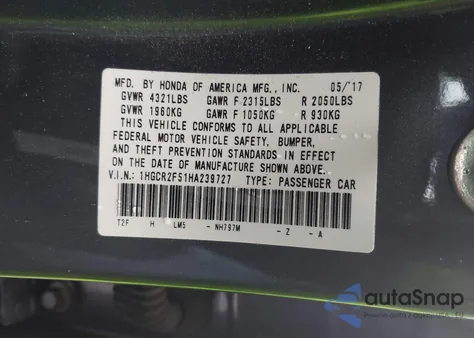 MFD. BY HONDA OF AMERICA MFG., INC. 05/17
GVWR 4321LBS GAWR F 2315LBS R 2050LBS
GVWR 1960KG GAWR F 1050KG R 930KG
THIS VEHICLE CONFORMS TO ALL APPLICABLE
FEDERAL MOTOR VEHICLE SAFETY, BUMPER,
AND THEFT PREVENTION STANDARDS IN EFFECT
ON THE DATE OF MANUFACTURE SHOWN ABOVE.
V.I.N.: 1HGCR2F51HA239727 TYPE: PASSENGER CAR
T2F H LM5 - NH797M - Z - A
autoSnap